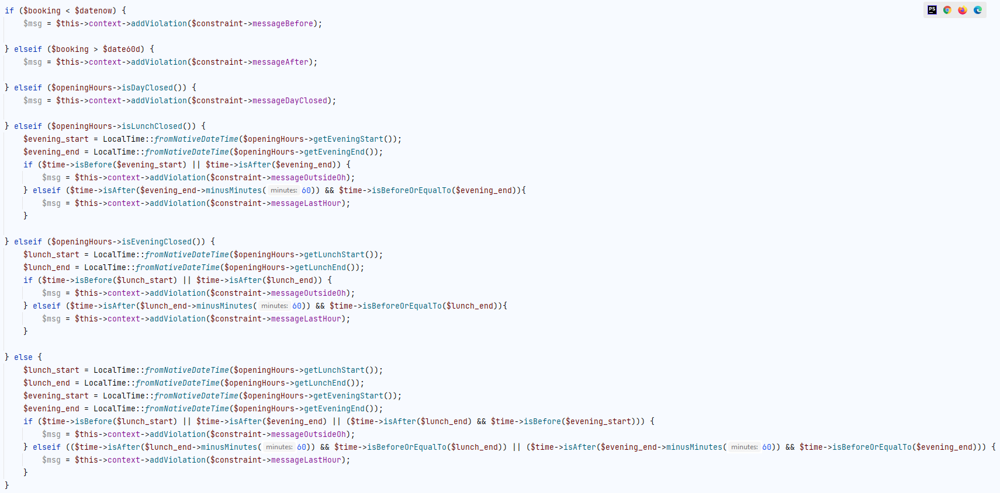 if ($booking < $datenow) {
    $msg = $this->context->addViolation($constraint->messageBefore);
} elseif ($booking > $date60d) {
    $msg = $this->context->addViolation($constraint->messageAfter);
} elseif ($openingHours->isDayClosed()) {
    $msg = $this->context->addViolation($constraint->messageDayClosed);
} elseif ($openingHours->isLunchClosed()) {
    $evening_start = LocalTime::fromNativeDateTime($openingHours->getEveningStart());
    $evening_end = LocalTime::fromNativeDateTime($openingHours->getEveningEnd());
    if ($time->isBefore($evening_start) || $time->isAfter($evening_end)) {
        $msg = $this->context->addViolation($constraint->messageOutsideOh);
    } elseif ($time->isAfter($evening_end->minusMinutes( minutes: 60)) && $time->isBeforeOrEqualTo($evening_end)){
        $msg = $this->context->addViolation($constraint->messageLastHour);
    }
} elseif ($openingHours->isEveningClosed()) {
    $lunch_start = LocalTime::fromNativeDateTime($openingHours->getLunchStart());
    $lunch_end = LocalTime::fromNativeDateTime($openingHours->getLunchEnd());
    if ($time->isBefore($lunch_start) || $time->isAfter($lunch_end)) {
        $msg = $this->context->addViolation($constraint->messageOutsideOh);
    } elseif ($time->isAfter($lunch_end->minusMinutes( minutes: 60)) && $time->isBeforeOrEqualTo($lunch_end)){
        $msg = $this->context->addViolation($constraint->messageLastHour);
    }
} else {
    $lunch_start = LocalTime::fromNativeDateTime($openingHours->getLunchStart());
    $lunch_end = LocalTime::fromNativeDateTime($openingHours->getLunchEnd());
    $evening_start = LocalTime::fromNativeDateTime($openingHours->getEveningStart());
    $evening_end = LocalTime::fromNativeDateTime($openingHours->getEveningEnd());
    if ($time->isBefore($lunch_start) || $time->isAfter($evening_end) || ($time->isAfter($lunch_end) && $time->isBefore($evening_start))) {
        $msg = $this->context->addViolation($constraint->messageOutsideOh);
    } elseif (($time->isAfter($lunch_end->minusMinutes( minutes: 60)) && $time->isBeforeOrEqualTo($lunch_end)) || ($time->isAfter($evening_end->minusMinutes( minutes: 60)) && $time->isBeforeOrEqualTo($evening_end))) {
        $msg = $this->context->addViolation($constraint->messageLastHour);
    }
}
PS